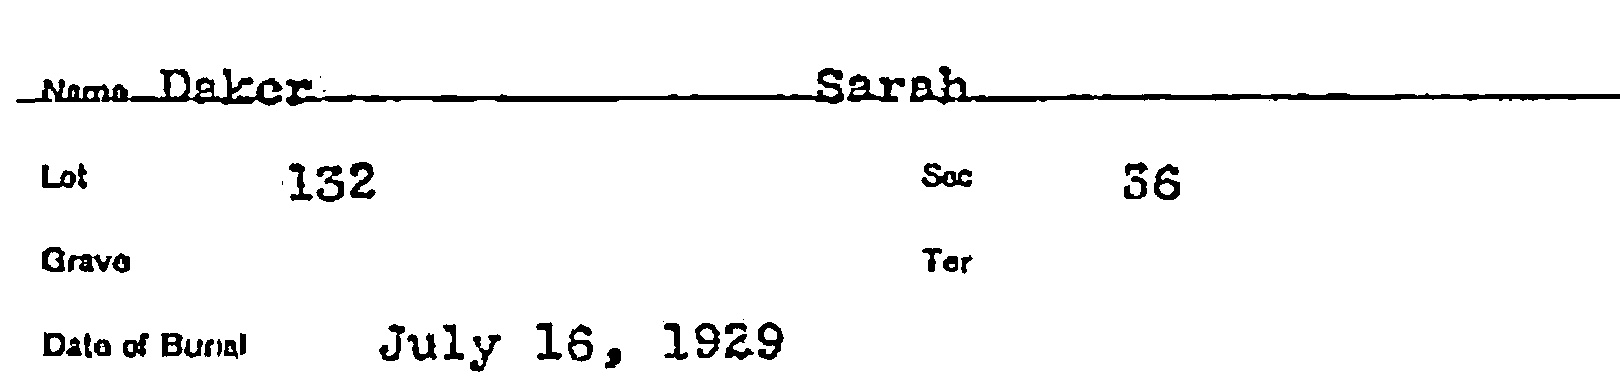 Name Daker Sarah
Lot 132 Sec 36
Grave Ter
Date of Burial July 16, 1929